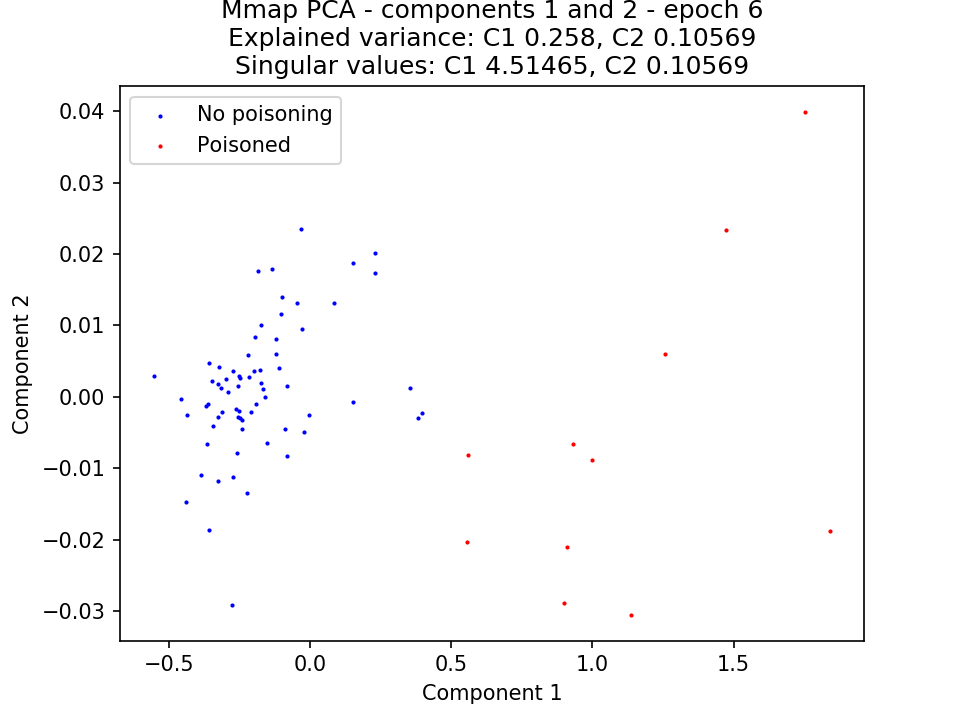 Mmap PCA - components 1 and 2 - epoch 6
Explained variance: C1 0.258, C2 0.10569
Singular values: C1 4.51465, C2 0.10569
No poisoning
Poisoned
0.04
0.03
0.02
0.01
0.00
−0.01
−0.02
−0.03
Component 2
−0.5
0.0
0.5
1.0
1.5
Component 1